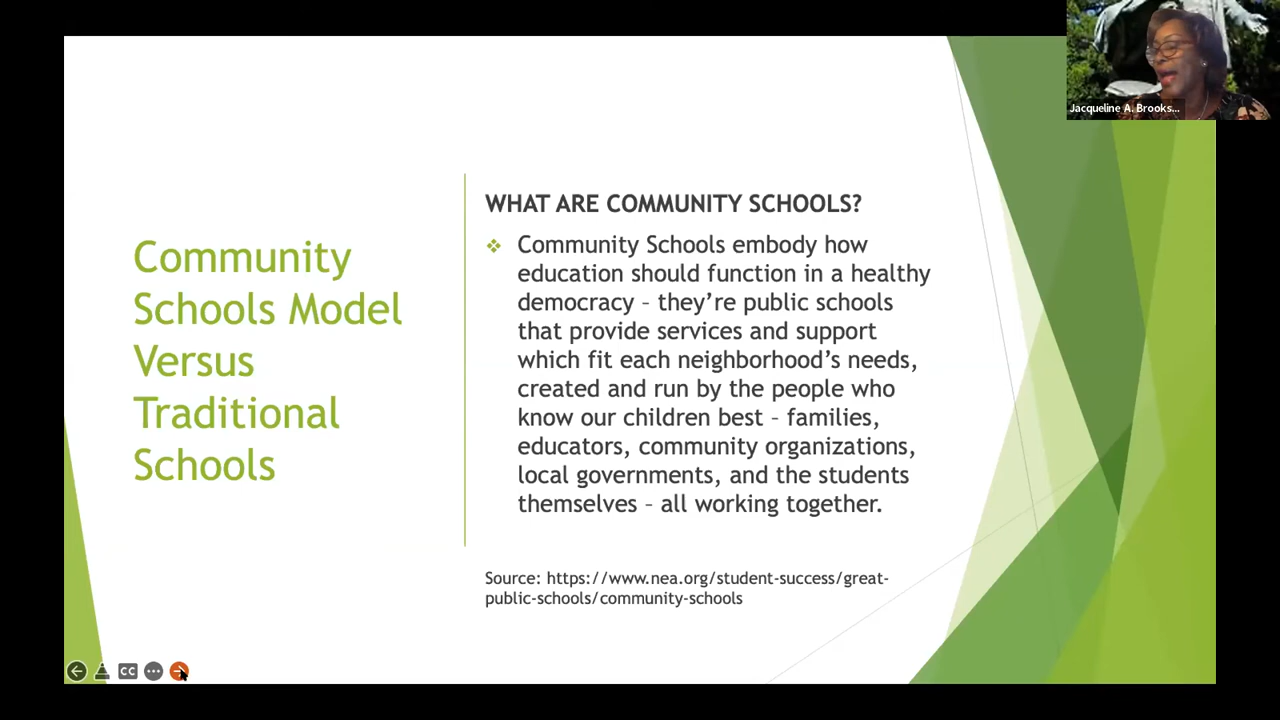 Jacqueline A. Brooks...
Community
Schools Model
Versus
Traditional
Schools
WHAT ARE COMMUNITY SCHOOLS?
Community Schools embody how
education should function in a healthy
democracy – they’re public schools
that provide services and support
which fit each neighborhood’s needs,
created and run by the people who
know our children best – families,
educators, community organizations,
local governments, and the students
themselves – all working together.
Source: https://www.nea.org/student-success/great-
public-schools/community-schools
CC